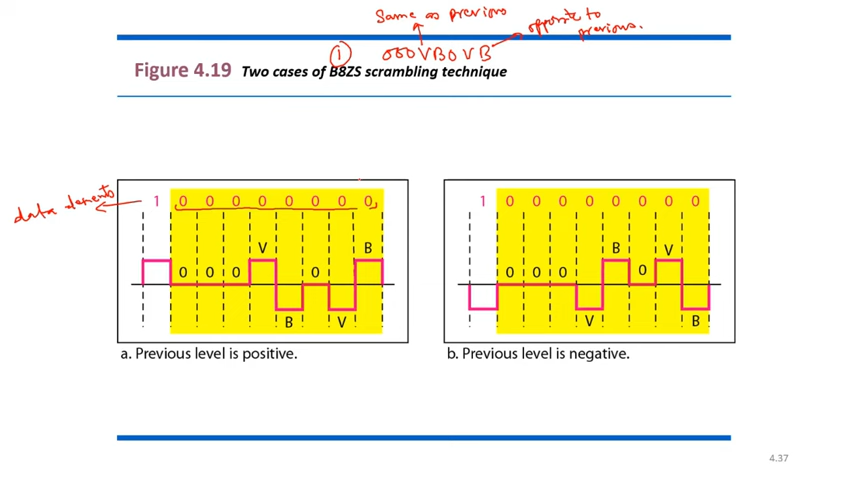 Same as previous
opposite to
previous.
1 000VB0VB
Figure 4.19 Two cases of B8ZS scrambling technique
data elements
1 0 0 0 0 0 0 0 0
V B
0 0 0 0
B V
a. Previous level is positive.
1 0 0 0 0 0 0 0 0
B V
0 0 0 0
V B
b. Previous level is negative.
4.37